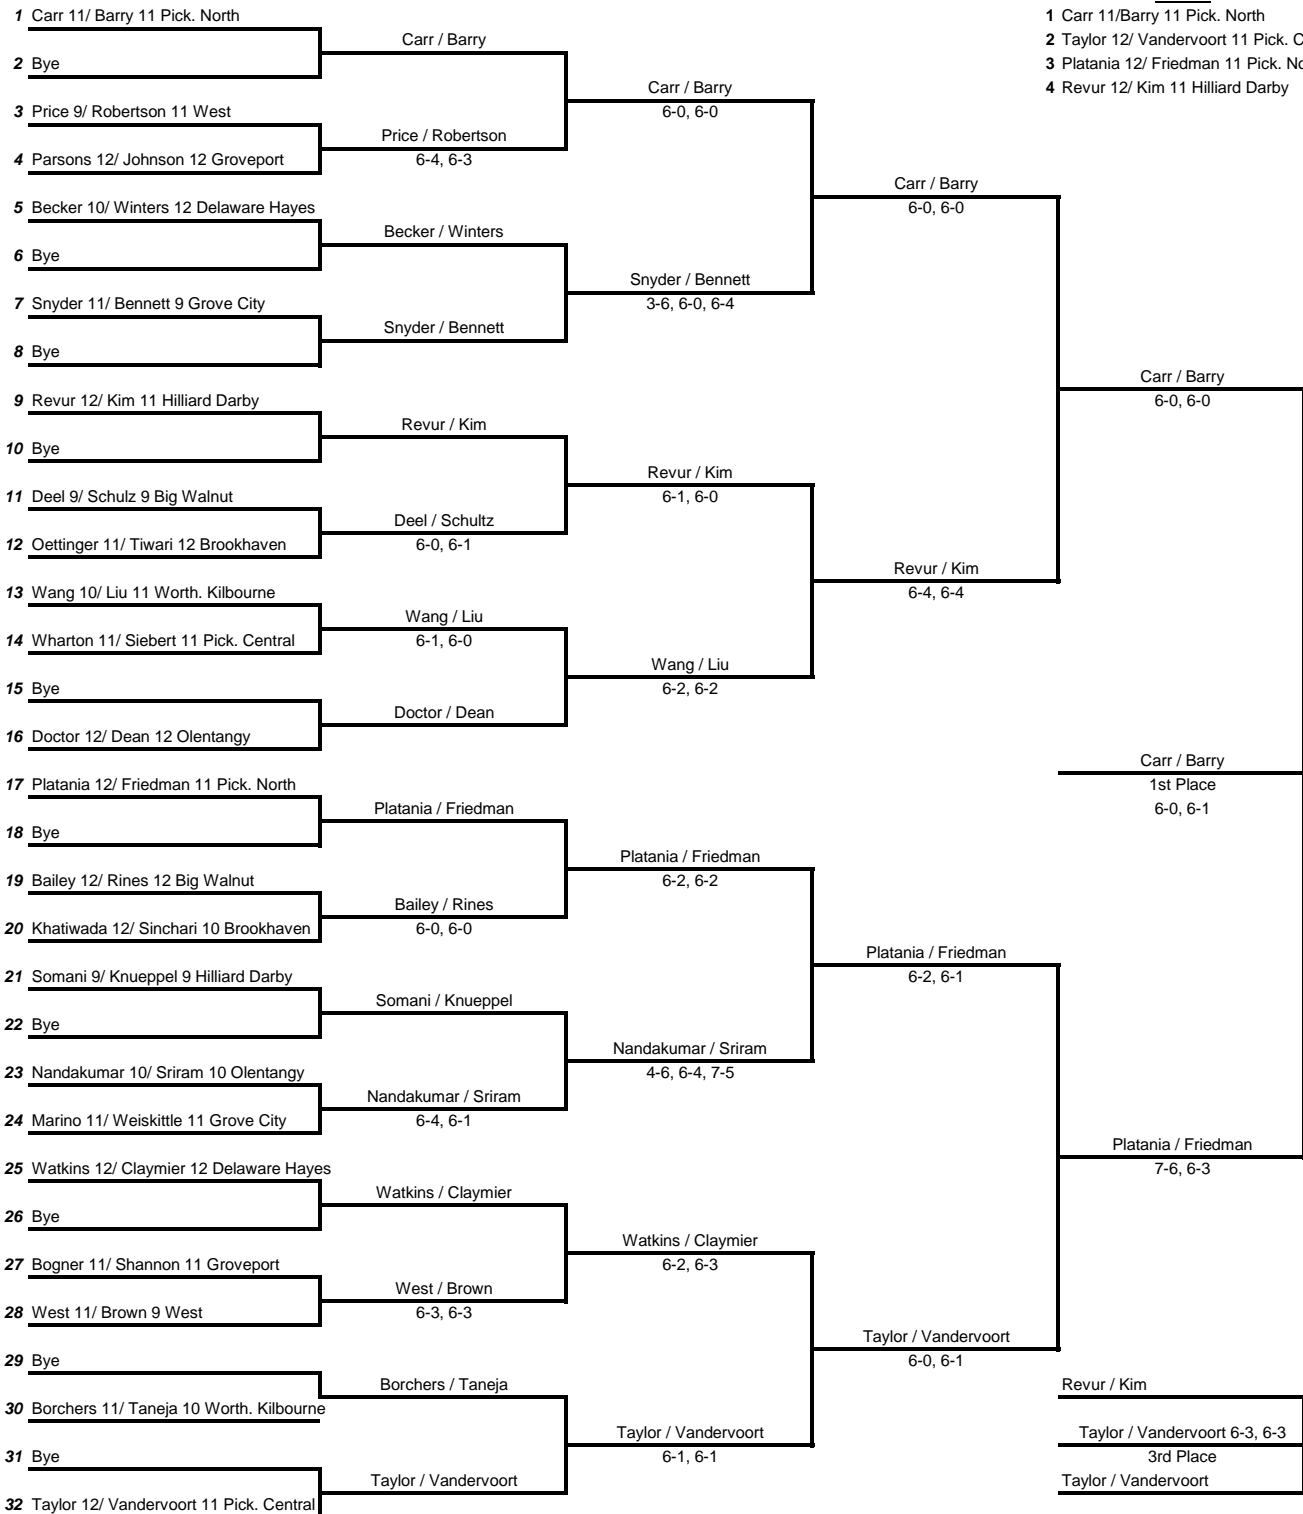 1 Carr 11/ Barry 11 Pick. North
2 Bye
3 Price 9/ Robertson 11 West
4 Parsons 12/ Johnson 12 Groveport
5 Becker 10/ Winters 12 Delaware Hayes
6 Bye
7 Snyder 11/ Bennett 9 Grove City
8 Bye
9 Revur 12/ Kim 11 Hilliard Darby
10 Bye
11 Deel 9/ Schulz 9 Big Walnut
12 Oettinger 11/ Tiwari 12 Brookhaven
13 Wang 10/ Liu 11 Worth. Kilbourne
14 Wharton 11/ Siebert 11 Pick. Central
15 Bye
16 Doctor 12/ Dean 12 Olentangy
17 Platania 12/ Friedman 11 Pick. North
18 Bye
19 Bailey 12/ Rines 12 Big Walnut
20 Khatiwada 12/ Sinchari 10 Brookhaven
21 Somani 9/ Knueppel 9 Hilliard Darby
22 Bye
23 Nandakumar 10/ Sriram 10 Olentangy
24 Marino 11/ Weiskittle 11 Grove City
25 Watkins 12/ Claymier 12 Delaware Hayes
26 Bye
27 Bogner 11/ Shannon 11 Groveport
28 West 11/ Brown 9 West
29 Bye
30 Borchers 11/ Taneja 10 Worth. Kilbourne
31 Bye
32 Taylor 12/ Vandervoort 11 Pick. Central
Carr / Barry
Price / Robertson
6-4, 6-3
Becker / Winters
Snyder / Bennett
Revur / Kim
Deel / Schultz
6-0, 6-1
Wang / Liu
6-1, 6-0
Doctor / Dean
Platania / Friedman
Bailey / Rines
6-0, 6-0
Somani / Knueppel
Nandakumar / Sriram
6-4, 6-1
Watkins / Claymier
West / Brown
6-3, 6-3
Borchers / Taneja
Taylor / Vandervoort
Carr / Barry
6-0, 6-0
Snyder / Bennett
3-6, 6-0, 6-4
Revur / Kim
6-1, 6-0
Wang / Liu
6-2, 6-2
Platania / Friedman
6-2, 6-2
Nandakumar / Sriram
4-6, 6-4, 7-5
Watkins / Claymier
6-2, 6-3
Taylor / Vandervoort
6-1, 6-1
Carr / Barry
6-0, 6-0
Revur / Kim
6-4, 6-4
Platania / Friedman
6-2, 6-1
Taylor / Vandervoort
6-0, 6-1
1 Carr 11/Barry 11 Pick. North
2 Taylor 12/ Vandervoort 11 Pick.
3 Platania 12/ Friedman 11 Pick.
4 Revur 12/ Kim 11 Hilliard Darby
Carr / Barry
6-0, 6-0
Carr / Barry
1st Place
6-0, 6-1
Platania / Friedman
7-6, 6-3
Revur / Kim
Taylor / Vandervoort 6-3, 6-3
3rd Place
Taylor / Vandervoort